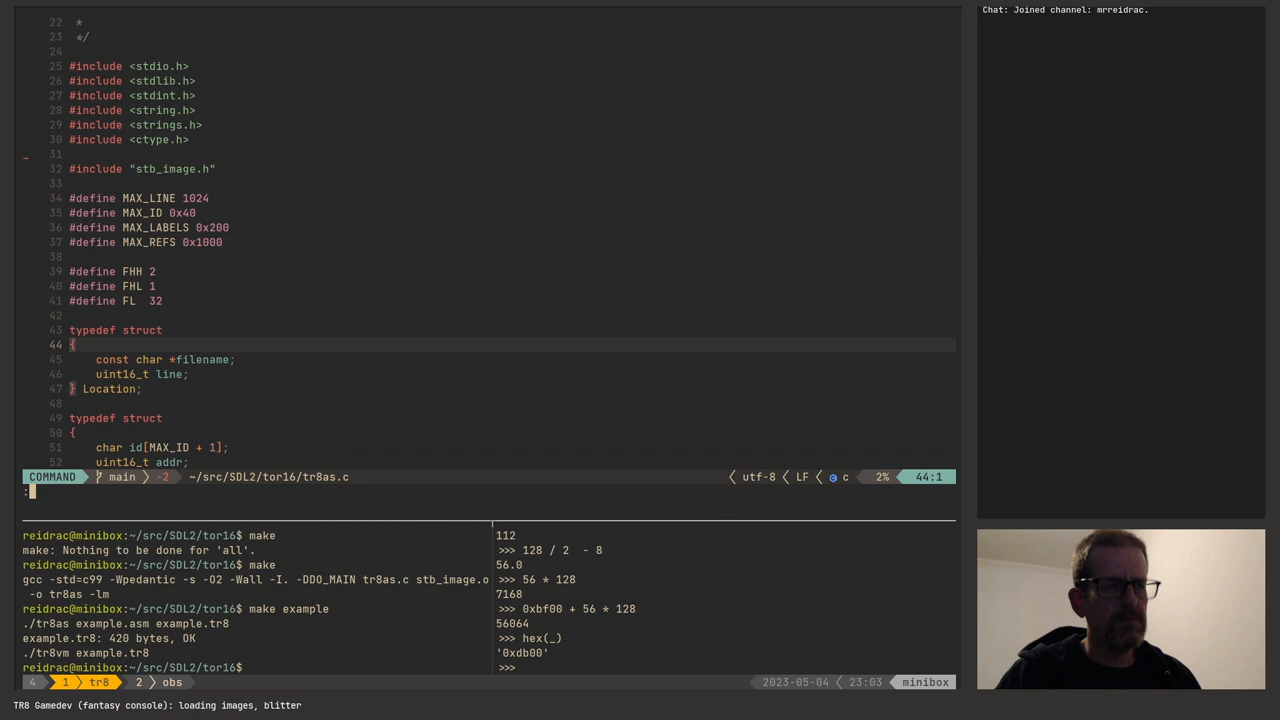 Chat: Joined channel: mrreidrac.
22 *
23 */
24
25 #include <stdio.h>
26 #include <stdlib.h>
27 #include <stdint.h>
28 #include <string.h>
29 #include <strings.h>
30 #include <ctype.h>
31
32 #include "stb_image.h"
33
34 #define MAX_LINE 1024
35 #define MAX_ID 0x40
36 #define MAX_LABELS 0x200
37 #define MAX_REFS 0x1000
38
39 #define FHH 2
40 #define FHL 1
41 #define FL  32
42
43 typedef struct
44 {
45     const char *filename;
46     uint16_t line;
47 } Location;
48
49 typedef struct
50 {
51     char id[MAX_ID + 1];
52     uint16_t addr;
COMMAND main -2 ~/src/SDL2/tor16/tr8as.c utf-8 LF c 2% 44:1
:
reidrac@minibox:~/src/SDL2/tor16$ make
make: Nothing to be done for 'all'.
reidrac@minibox:~/src/SDL2/tor16$ make
gcc -std=c99 -Wpedantic -s -O2 -Wall -I. -DDO_MAIN tr8as.c stb_image.o
-o tr8as -lm
reidrac@minibox:~/src/SDL2/tor16$ make example
./tr8as example.asm example.tr8
example.tr8: 420 bytes, OK
./tr8vm example.tr8
reidrac@minibox:~/src/SDL2/tor16$
112
>>> 128 / 2  - 8
56.0
>>> 56 * 128
7168
>>> 0xbf00 + 56 * 128
56064
>>> hex(_)
'0xdb00'
>>>
4 1 tr8 2 obs 2023-05-04 23:03 minibox
TR8 Gamedev (fantasy console): loading images, blitter